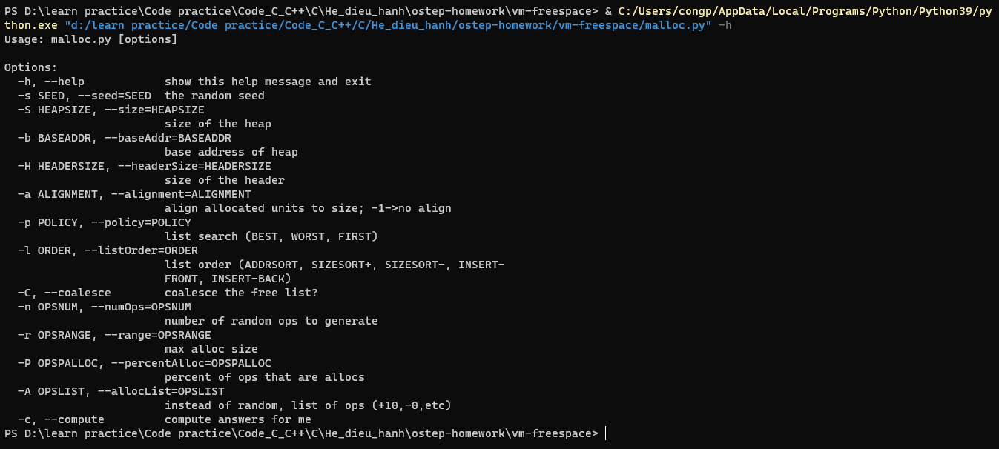 PS D:\learn practice\Code practice\Code_C_C++\C\He_dieu_hanh\ostep-homework\vm-freespace> & C:/Users/congp/AppData/Local/Programs/Python/Python39/py
thon.exe "d:/learn practice/Code practice/Code_C_C++/C/He_dieu_hanh/ostep-homework/vm-freespace/malloc.py" -h
Usage: malloc.py [options]

Options:
  -h, --help            show this help message and exit
  -s SEED, --seed=SEED  the random seed
  -S HEAPSIZE, --size=HEAPSIZE
                        size of the heap
  -b BASEADDR, --baseAddr=BASEADDR
                        base address of heap
  -H HEADERSIZE, --headerSize=HEADERSIZE
                        size of the header
  -a ALIGNMENT, --alignment=ALIGNMENT
                        align allocated units to size; -1->no align
  -p POLICY, --policy=POLICY
                        list search (BEST, WORST, FIRST)
  -l ORDER, --listOrder=ORDER
                        list order (ADDRSORT, SIZESORT+, SIZESORT-, INSERT-
                        FRONT, INSERT-BACK)
  -C, --coalesce        coalesce the free list?
  -n OPSNUM, --numOps=OPSNUM
                        number of random ops to generate
  -r OPSRANGE, --range=OPSRANGE
                        max alloc size
  -P OPSPALLOC, --percentAlloc=OPSPALLOC
                        percent of ops that are allocs
  -A OPSLIST, --allocList=OPSLIST
                        instead of random, list of ops (+10,-0,etc)
  -c, --compute         compute answers for me
PS D:\learn practice\Code practice\Code_C_C++\C\He_dieu_hanh\ostep-homework\vm-freespace>